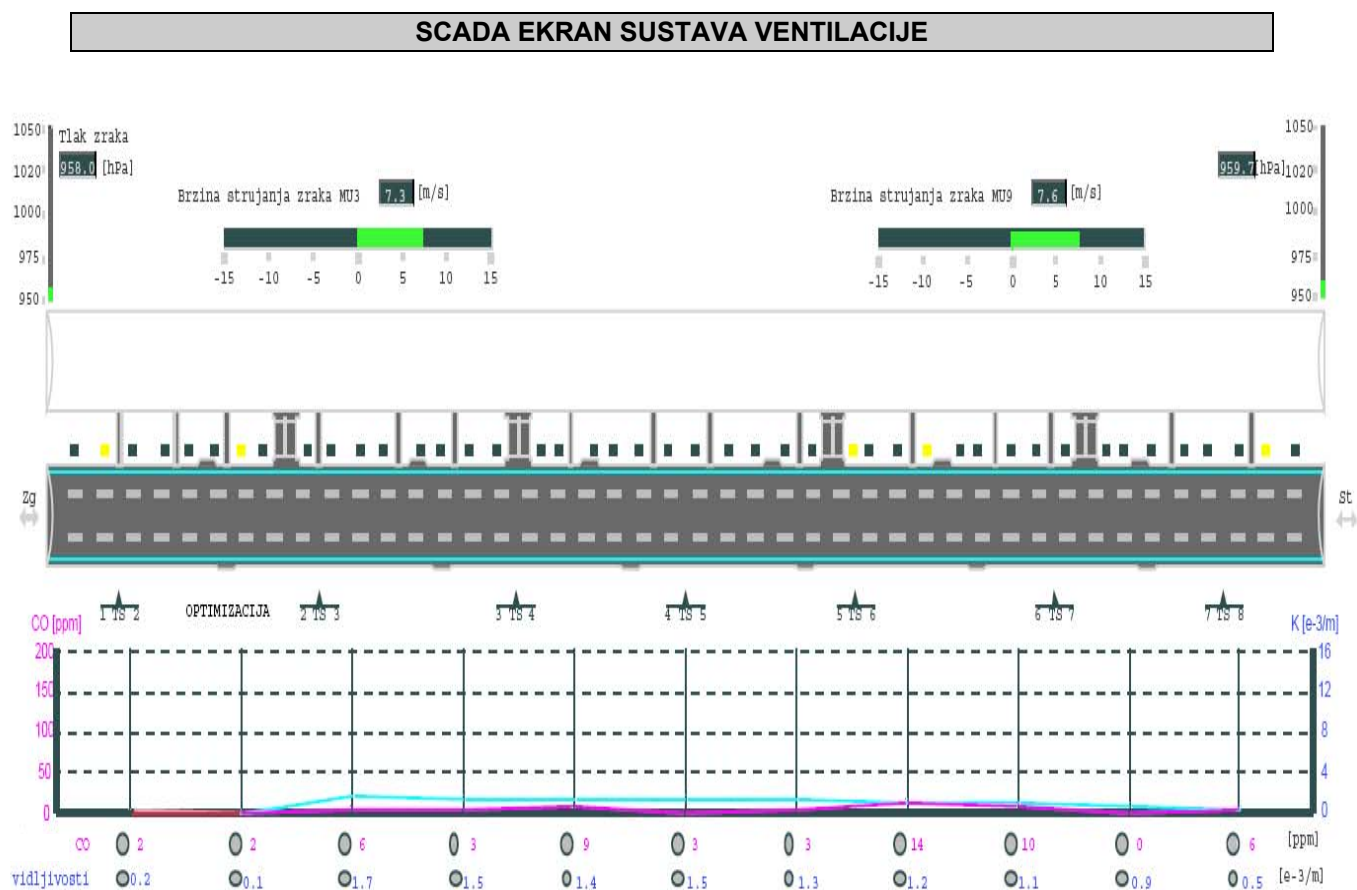 SCADA EKRAN SUSTAVA VENTILACIJE
1050
Tlak zraka
958.0 [hPa]
1020
1000
975
950
Brzina strujanja zraka MU3 7.3 [m/s]
-15 -10 -5 0 5 10 15
Brzina strujanja zraka MU9 7.6 [m/s]
-15 -10 -5 0 5 10 15
1050
959.7 [hPa]
1020
1000
975
950
Zg
St
1 TS 2 OPTIMIZACIJA 2 TS 3 3 TS 4 4 TS 5 5 TS 6 6 TS 7 7 TS 8
CO [ppm]
K [e-3/m]
200 16
150 12
100 8
50 4
0 0
CO 2 2 6 3 9 3 3 14 10 0 6 [ppm]
vidljivosti 0.2 0.1 1.7 1.5 1.4 1.5 1.3 1.2 1.1 0.9 0.5 [e-3/m]